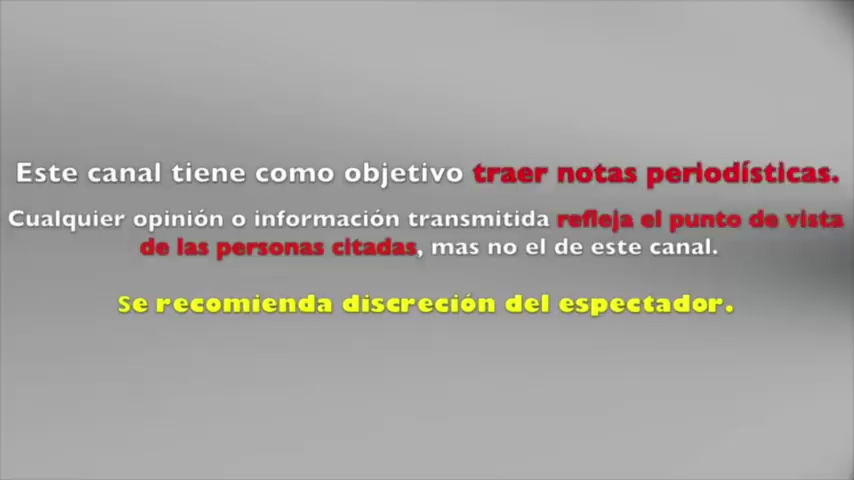 Este canal tiene como objetivo traer notas periodísticas.
Cualquier opinión o información transmitida refleja el punto de vista
de las personas citadas, mas no el de este canal.
Se recomienda discreción del espectador.